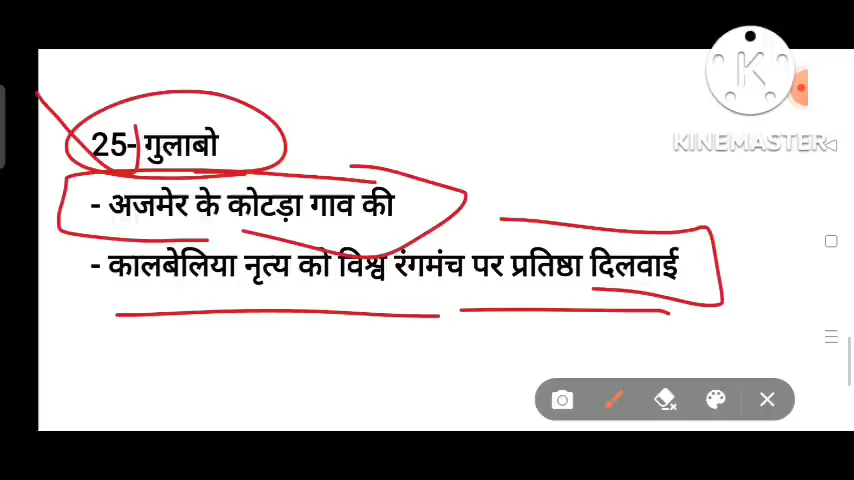 KINEMASTER
25- गुलाबो
- अजमेर के कोटड़ा गाव की
- कालबेलिया नृत्य को विश्व रंगमंच पर प्रतिष्ठा दिलवाई